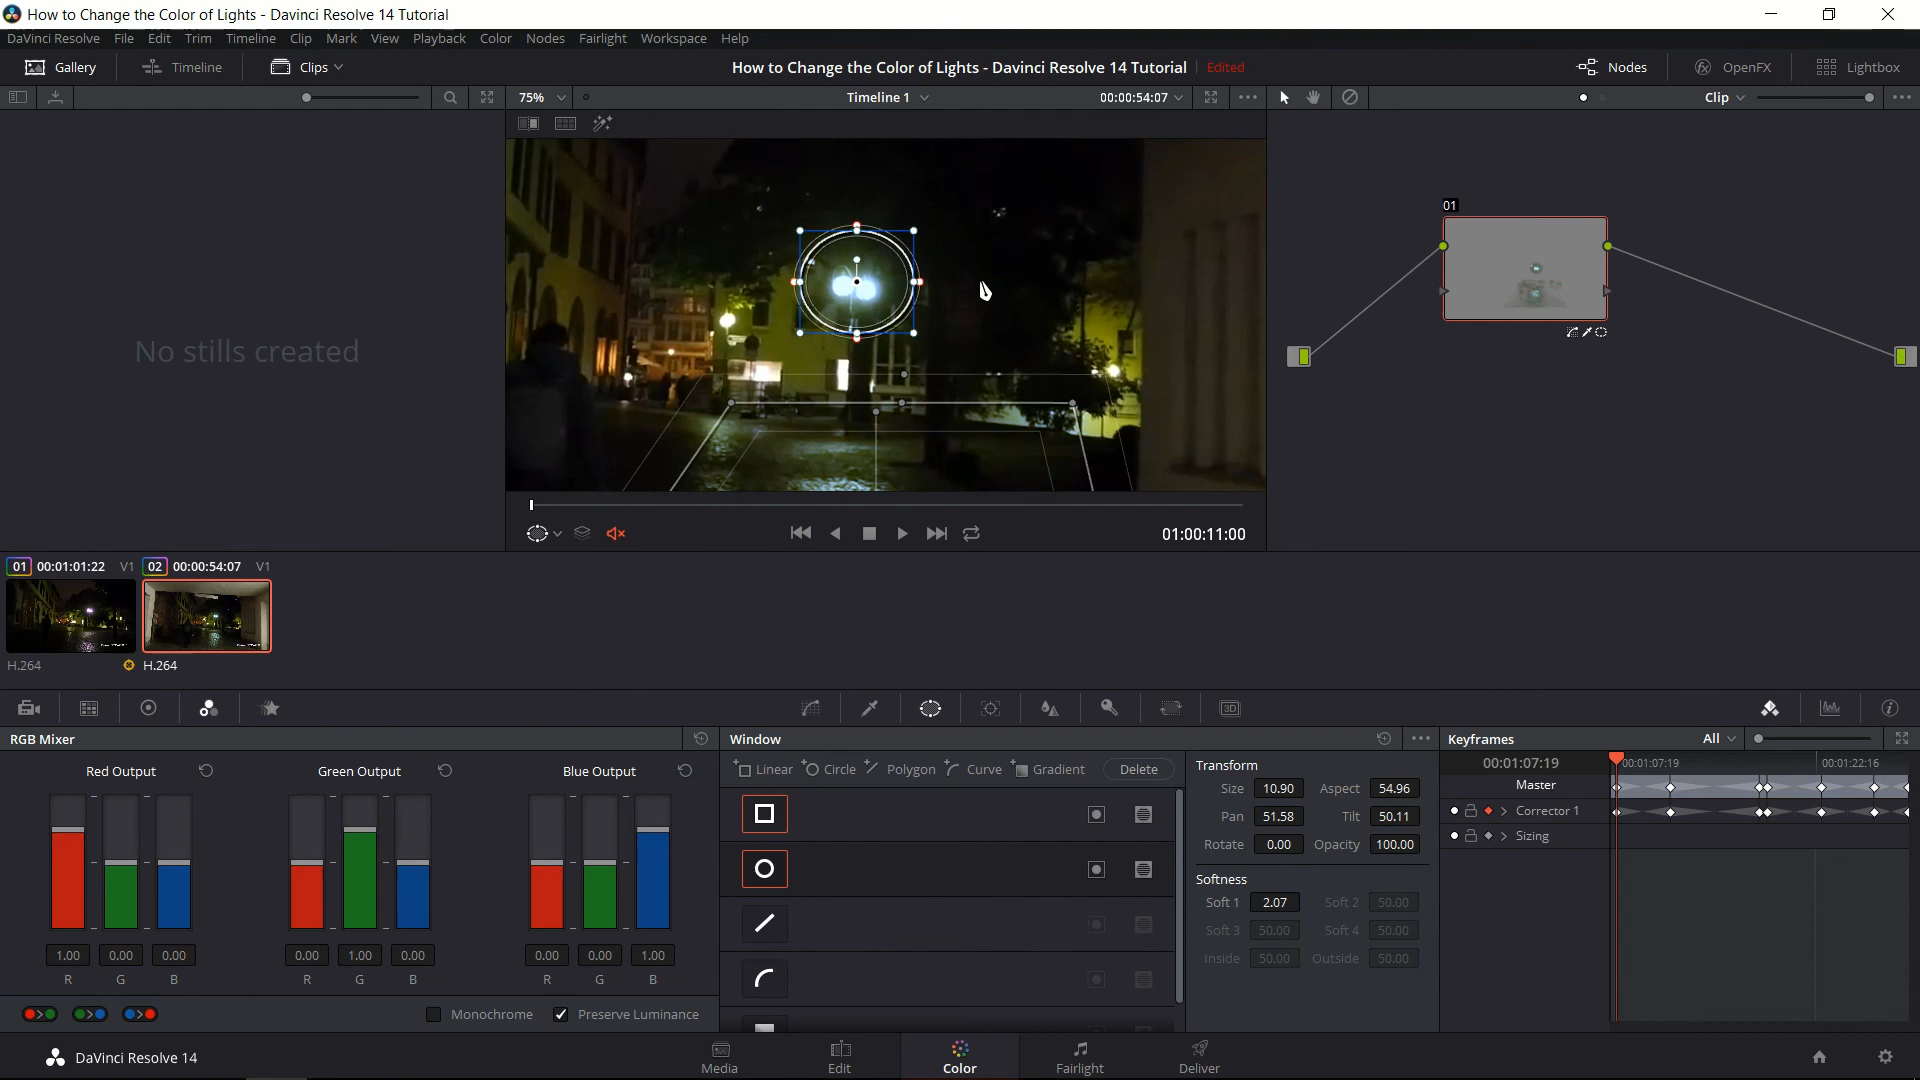 How to Change the Color of Lights - Davinci Resolve 14 Tutorial
DaVinci Resolve File Edit Trim Timeline Clip Mark View Playback Color Nodes Fairlight Workspace Help
Gallery Timeline Clips How to Change the Color of Lights - Davinci Resolve 14 Tutorial Edited Nodes OpenFX Lightbox
75% Timeline 1 00:00:54:07 Clip
01
No stills created
01:00:11:00
01 00:01:01:22 V1 02 00:00:54:07 V1
H.264 H.264
3D
RGB Mixer Window Keyframes All
Red Output Green Output Blue Output
Linear Circle Polygon Curve Gradient Delete
Transform
Size 10.90 Aspect 54.96
Pan 51.58 Tilt 50.11
Rotate 0.00 Opacity 100.00
Softness
Soft 1 2.07 Soft 2 50.00
Soft 3 50.00 Soft 4 50.00
Inside 50.00 Outside 50.00
00:01:07:19 00:01:07:19 00:01:22:16
Master
Corrector 1
Sizing
1.00 0.00 0.00 0.00 1.00 0.00 0.00 0.00 1.00
R G B R G B R G B
Monochrome Preserve Luminance
DaVinci Resolve 14 Media Edit Color Fairlight Deliver